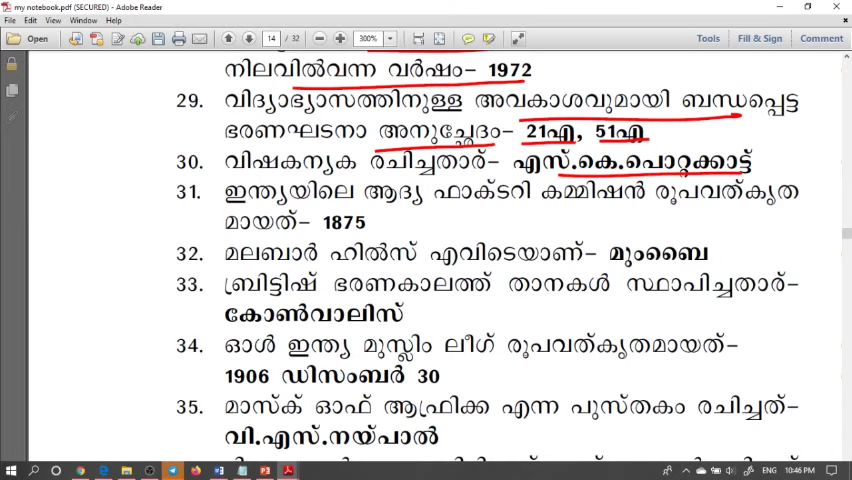 my notebook.pdf (SECURED) - Adobe Reader
File Edit View Window Help
Open 14 / 32 300% Tools Fill & Sign Comment
നിലവിൽവന്ന വർഷം- 1972
29. വിദ്യാഭ്യാസത്തിനുള്ള അവകാശവുമായി ബന്ധപ്പെട്ട
ഭരണഘടനാ അനുച്ഛേദം- 21എ, 51എ
30. വിഷകന്യക രചിച്ചതാര്- എസ്.കെ.പൊറ്റക്കാട്ട്
31. ഇന്ത്യയിലെ ആദ്യ ഫാക്ടറി കമ്മിഷൻ രൂപവത്കൃത
മായത്- 1875
32. മലബാർ ഹിൽസ് എവിടെയാണ്- മുംബൈ
33. ബ്രിട്ടിഷ് ഭരണകാലത്ത് താനകൾ സ്ഥാപിച്ചതാര്-
കോൺവാലിസ്
34. ഓൾ ഇന്ത്യ മുസ്ലിം ലീഗ് രൂപവത്കൃതമായത്-
1906 ഡിസംബർ 30
35. മാസ്ക് ഓഫ് ആഫ്രിക്ക എന്ന പുസ്തകം രചിച്ചത്-
വി.എസ്.നയ്പാൽ
ENG 10:46 PM